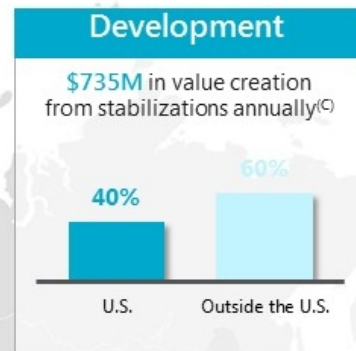 Development
$735M in value creation
from stabilizations annually(C)
60%
40%
U.S.
Outside the U.S.